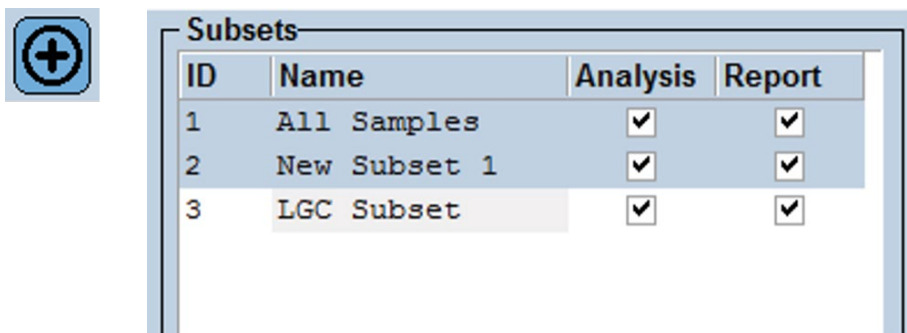 Subsets
ID Name Analysis Report
1 All Samples
2 New Subset 1
3 LGC Subset